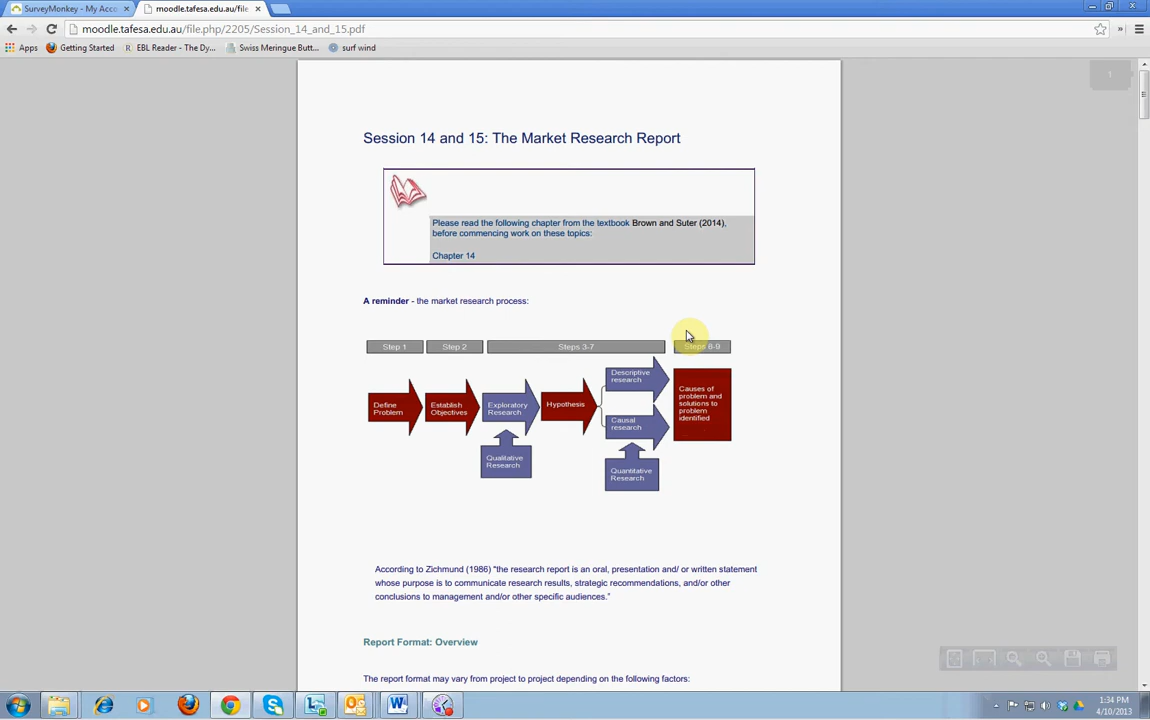 SurveyMonkey - My Acco
moodle.tafesa.edu.au/file
moodle.tafesa.edu.au/file.php/2205/Session_14_and_15.pdf
Apps
Getting Started
EBL Reader - The Dy...
Swiss Meringue Butt...
surf wind
1
Session 14 and 15: The Market Research Report
Please read the following chapter from the textbook Brown and Suter (2014),
before commencing work on these topics:
Chapter 14
A reminder - the market research process:
Step 1
Step 2
Steps 3-7
Steps 8-9
Define
Problem
Establish
Objectives
Exploratory
Research
Hypothesis
Descriptive
research
Causal
research
Causes of
problem and
solutions to
problem
identified
Qualitative
Research
Quantitative
Research
According to Zichmund (1986) "the research report is an oral, presentation and/ or written statement
whose purpose is to communicate research results, strategic recommendations, and/or other
conclusions to management and/or other specific audiences."
Report Format: Overview
The report format may vary from project to project depending on the following factors:
1:34 PM
4/10/2013